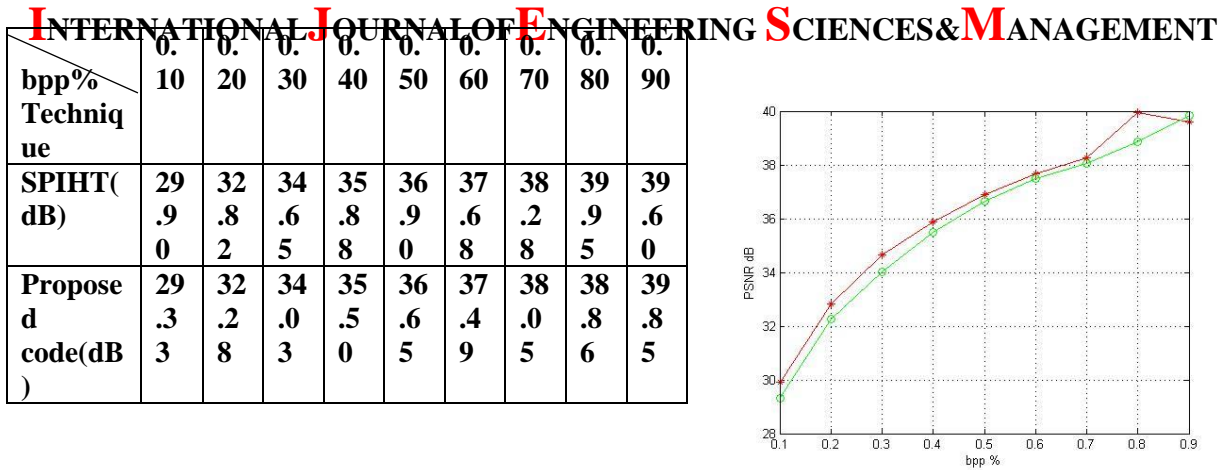 INTERNATIONALJOURNALOFENGINEERING SCIENCES&MANAGEMENT
0. 0. 0. 0. 0. 0. 0. 0. 0.
bpp% 10 20 30 40 50 60 70 80 90
Techniq
ue
SPIHT( 29 32 34 35 36 37 38 39 39
dB) .9 .8 .6 .8 .9 .6 .2 .9 .6
0 2 5 8 0 8 8 5 0
Propose 29 32 34 35 36 37 38 38 39
d .3 .2 .0 .5 .6 .4 .0 .8 .8
code(dB 3 8 3 0 5 9 5 6 5
)
40
38
36
34
32
30
28
PSNR dB
0.1 0.2 0.3 0.4 0.5 0.6 0.7 0.8 0.9
bpp %